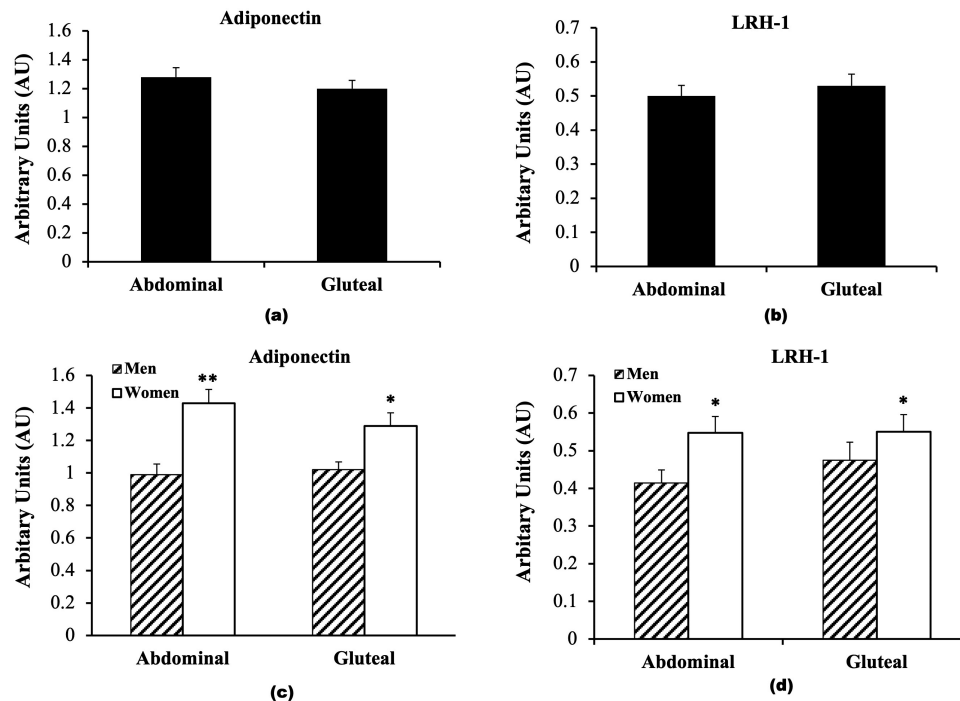 Adiponectin
Arbitrary Units (AU)
1.6
1.4
1.2
1
0.8
0.6
0.4
0.2
0
Abdominal Gluteal
(a)
LRH-1
Arbitary Units (AU)
0.7
0.6
0.5
0.4
0.3
0.2
0.1
0
Abdominal Gluteal
(b)
Adiponectin
Arbitary Units (AU)
1.6
1.4
1.2
1
0.8
0.6
0.4
0.2
0
Men
Women
**
*
Abdominal Gluteal
(c)
LRH-1
Arbitary Units (AU)
0.7
0.6
0.5
0.4
0.3
0.2
0.1
0
Men
Women
*
*
Abdominal Gluteal
(d)